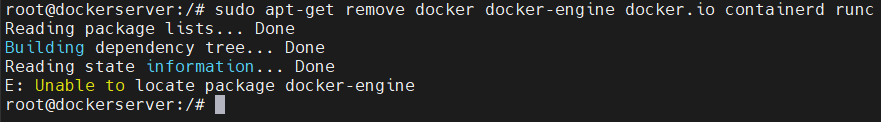 root@dockerserver:/# sudo apt-get remove docker docker-engine docker.io containerd runc
Reading package lists... Done
Building dependency tree... Done
Reading state information... Done
E: Unable to locate package docker-engine
root@dockerserver:/#